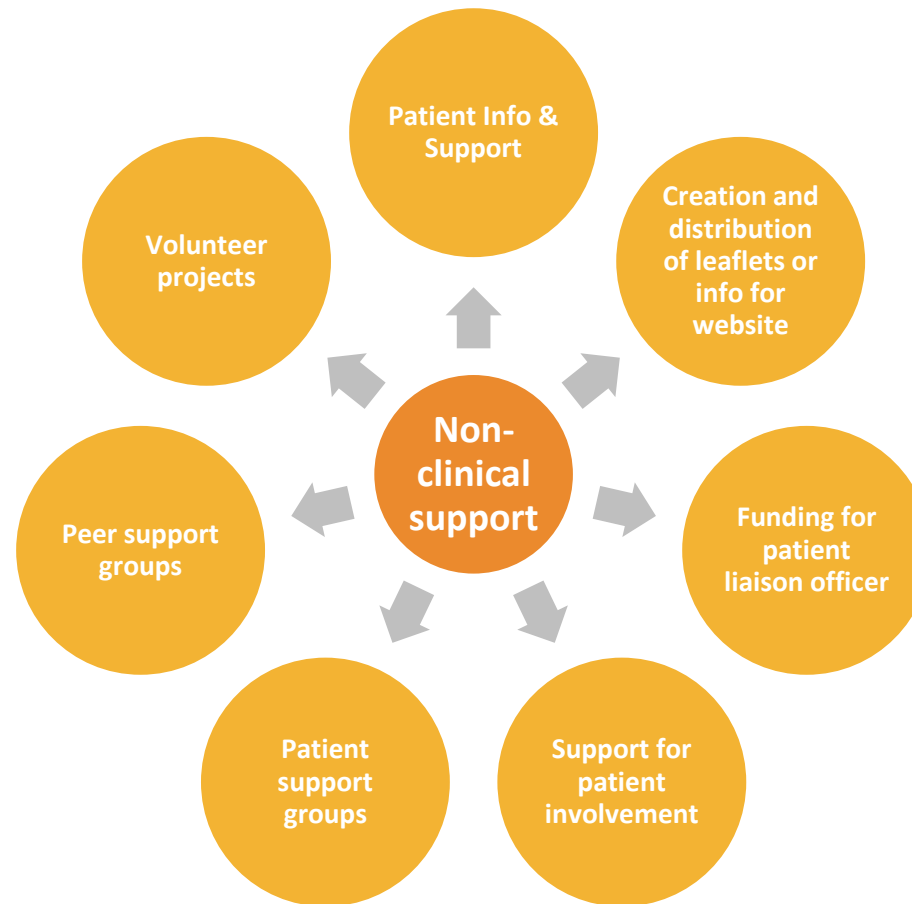 Patient Info &
Support
Creation and
distribution
of leaflets or
info for
website
Funding for
patient
liaison officer
Support for
patient
involvement
Patient
support
groups
Peer support
groups
Volunteer
projects
Non-
clinical
support